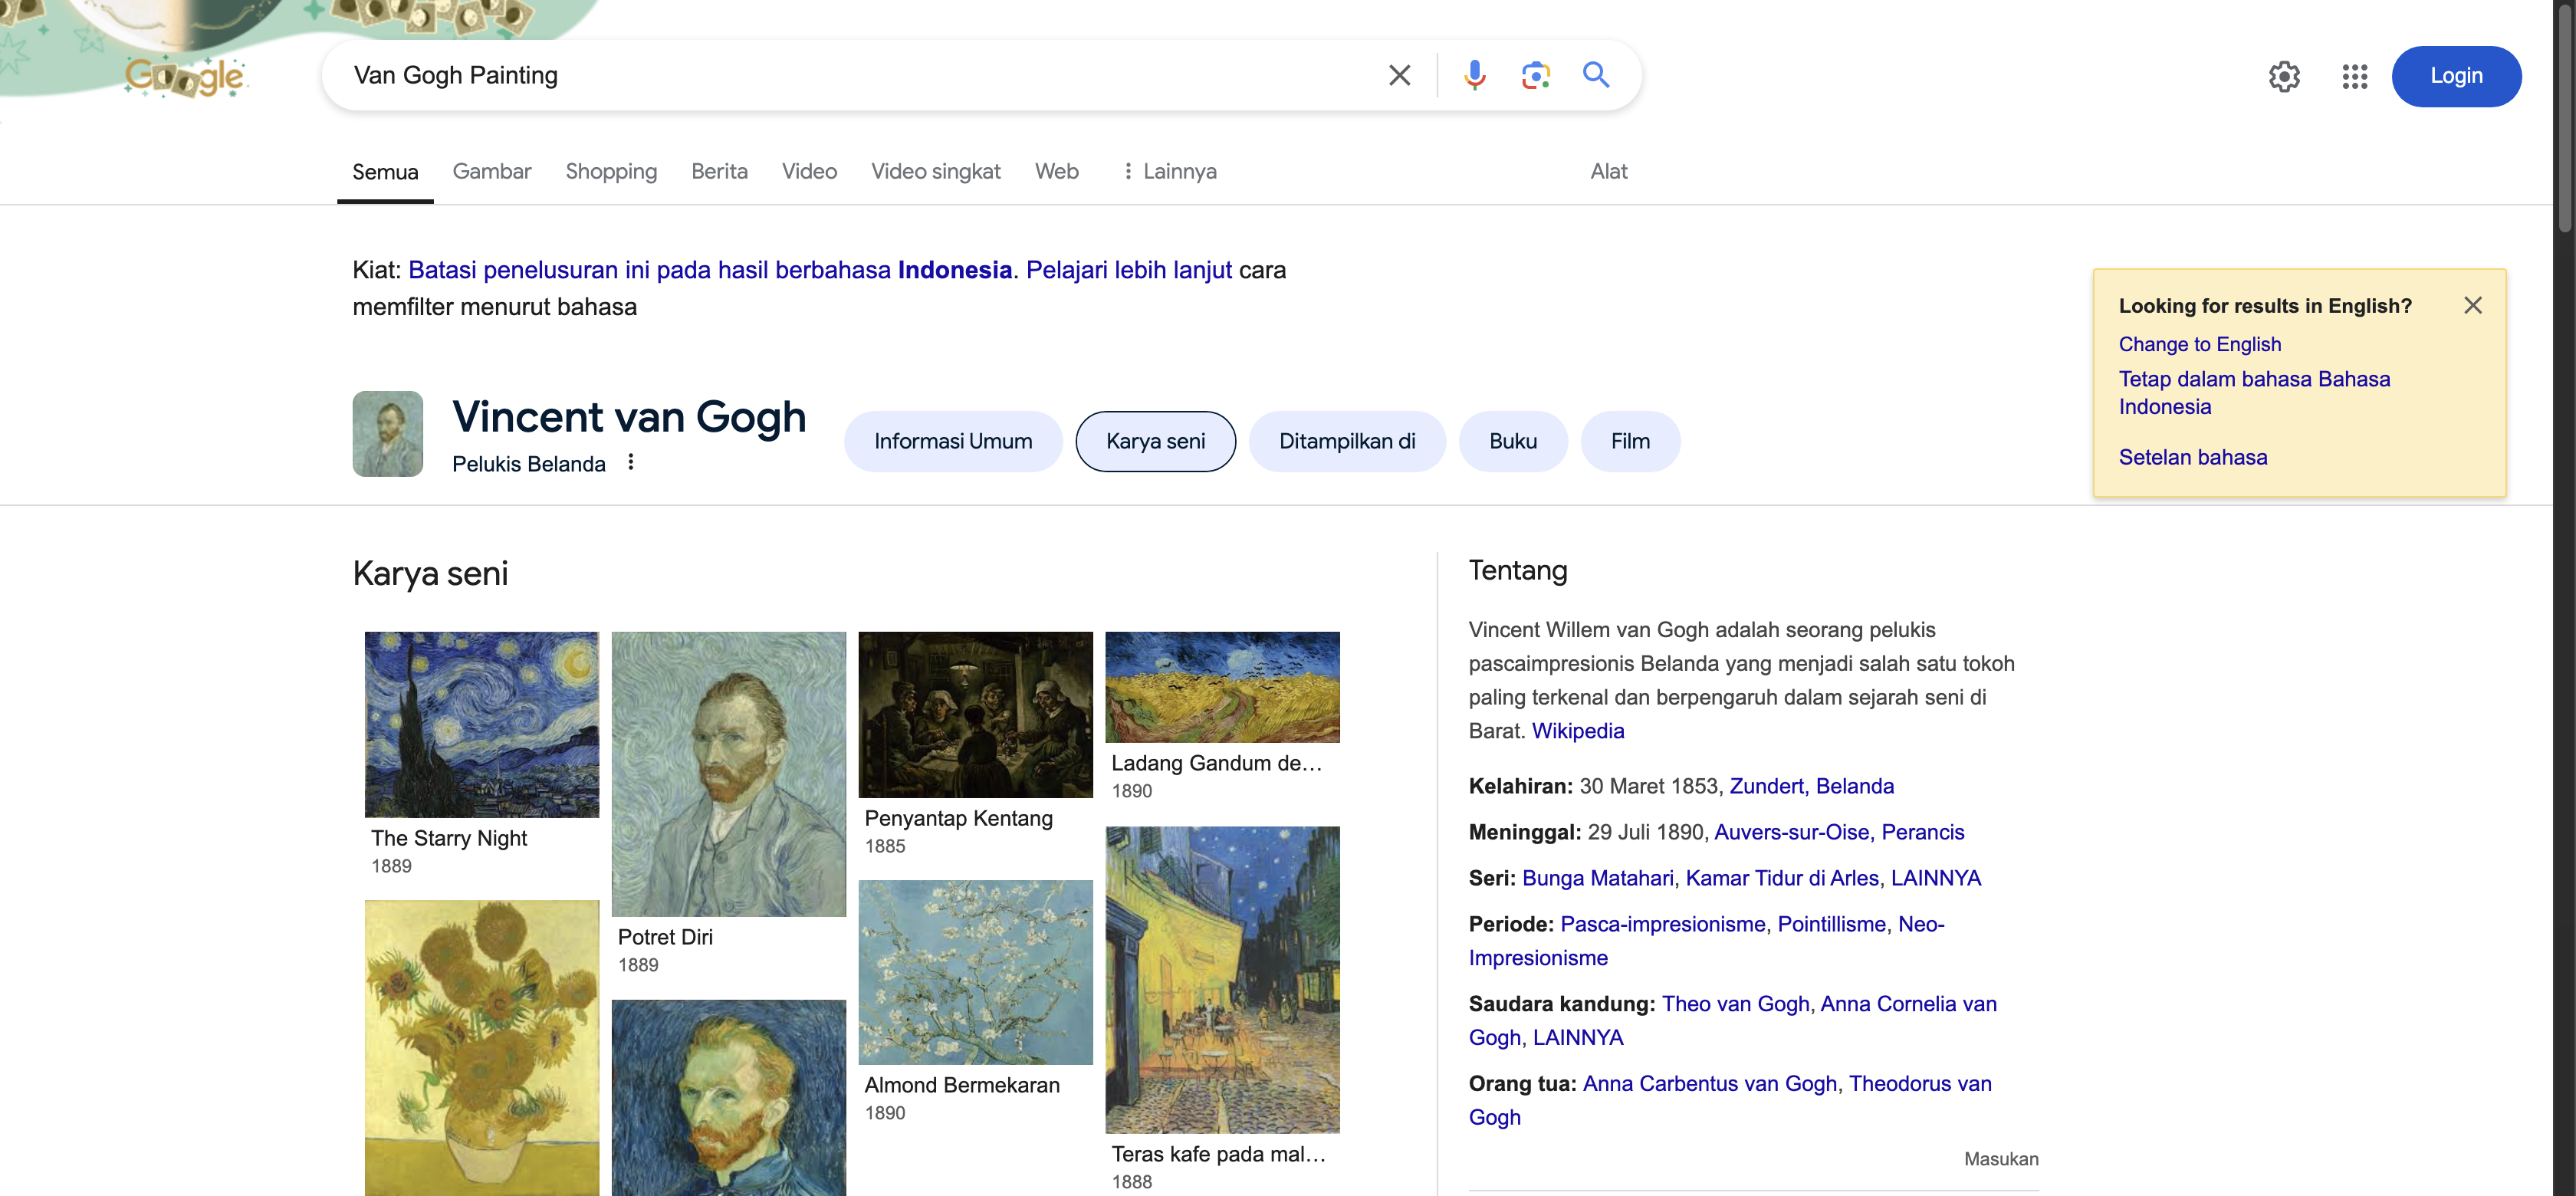 Google
Van Gogh Painting
Login
Semua
Gambar
Shopping
Berita
Video
Video singkat
Web
Lainnya
Alat
Kiat: Batasi penelusuran ini pada hasil berbahasa Indonesia. Pelajari lebih lanjut cara
memfilter menurut bahasa
Looking for results in English?
Change to English
Tetap dalam bahasa Bahasa
Indonesia
Setelan bahasa
Vincent van Gogh
Pelukis Belanda
Informasi Umum
Karya seni
Ditampilkan di
Buku
Film
Karya seni
The Starry Night
1889
Potret Diri
1889
Penyantap Kentang
1885
Almond Bermekaran
1890
Ladang Gandum de...
1890
Teras kafe pada mal...
1888
Tentang
Vincent Willem van Gogh adalah seorang pelukis
pascaimpresionis Belanda yang menjadi salah satu tokoh
paling terkenal dan berpengaruh dalam sejarah seni di
Barat. Wikipedia
Kelahiran: 30 Maret 1853, Zundert, Belanda
Meninggal: 29 Juli 1890, Auvers-sur-Oise, Perancis
Seri: Bunga Matahari, Kamar Tidur di Arles, LAINNYA
Periode: Pasca-impresionisme, Pointillisme, Neo-
Impresionisme
Saudara kandung: Theo van Gogh, Anna Cornelia van
Gogh, LAINNYA
Orang tua: Anna Carbentus van Gogh, Theodorus van
Gogh
Masukan